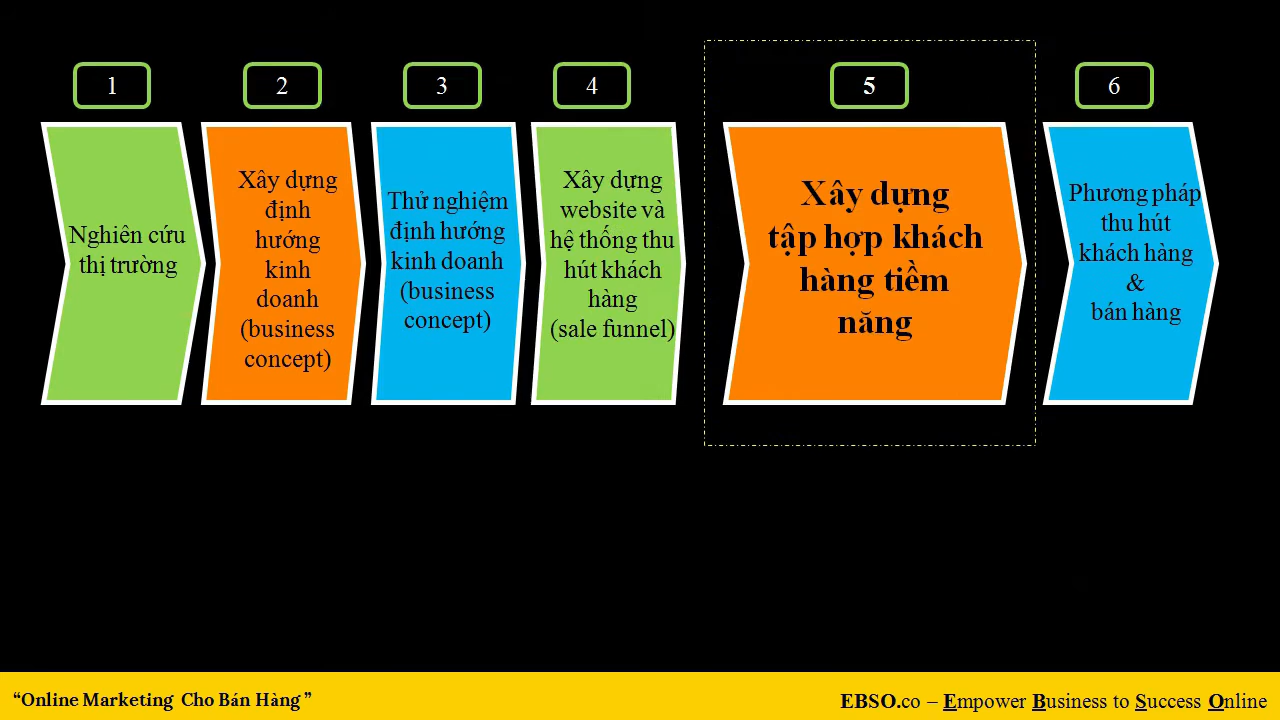 1
Nghiên cứu
thị trường
2
Xây dựng
định
hướng
kinh
doanh
(business
concept)
3
Thử nghiệm
định hướng
kinh doanh
(business
concept)
4
Xây dựng
website và
hệ thống thu
hút khách
hàng
(sale funnel)
5
Xây dựng
tập hợp khách
hàng tiềm
năng
6
Phương pháp
thu hút
khách hàng
&
bán hàng
“Online Marketing Cho Bán Hàng”
EBSO.co – Empower Business to Success Online